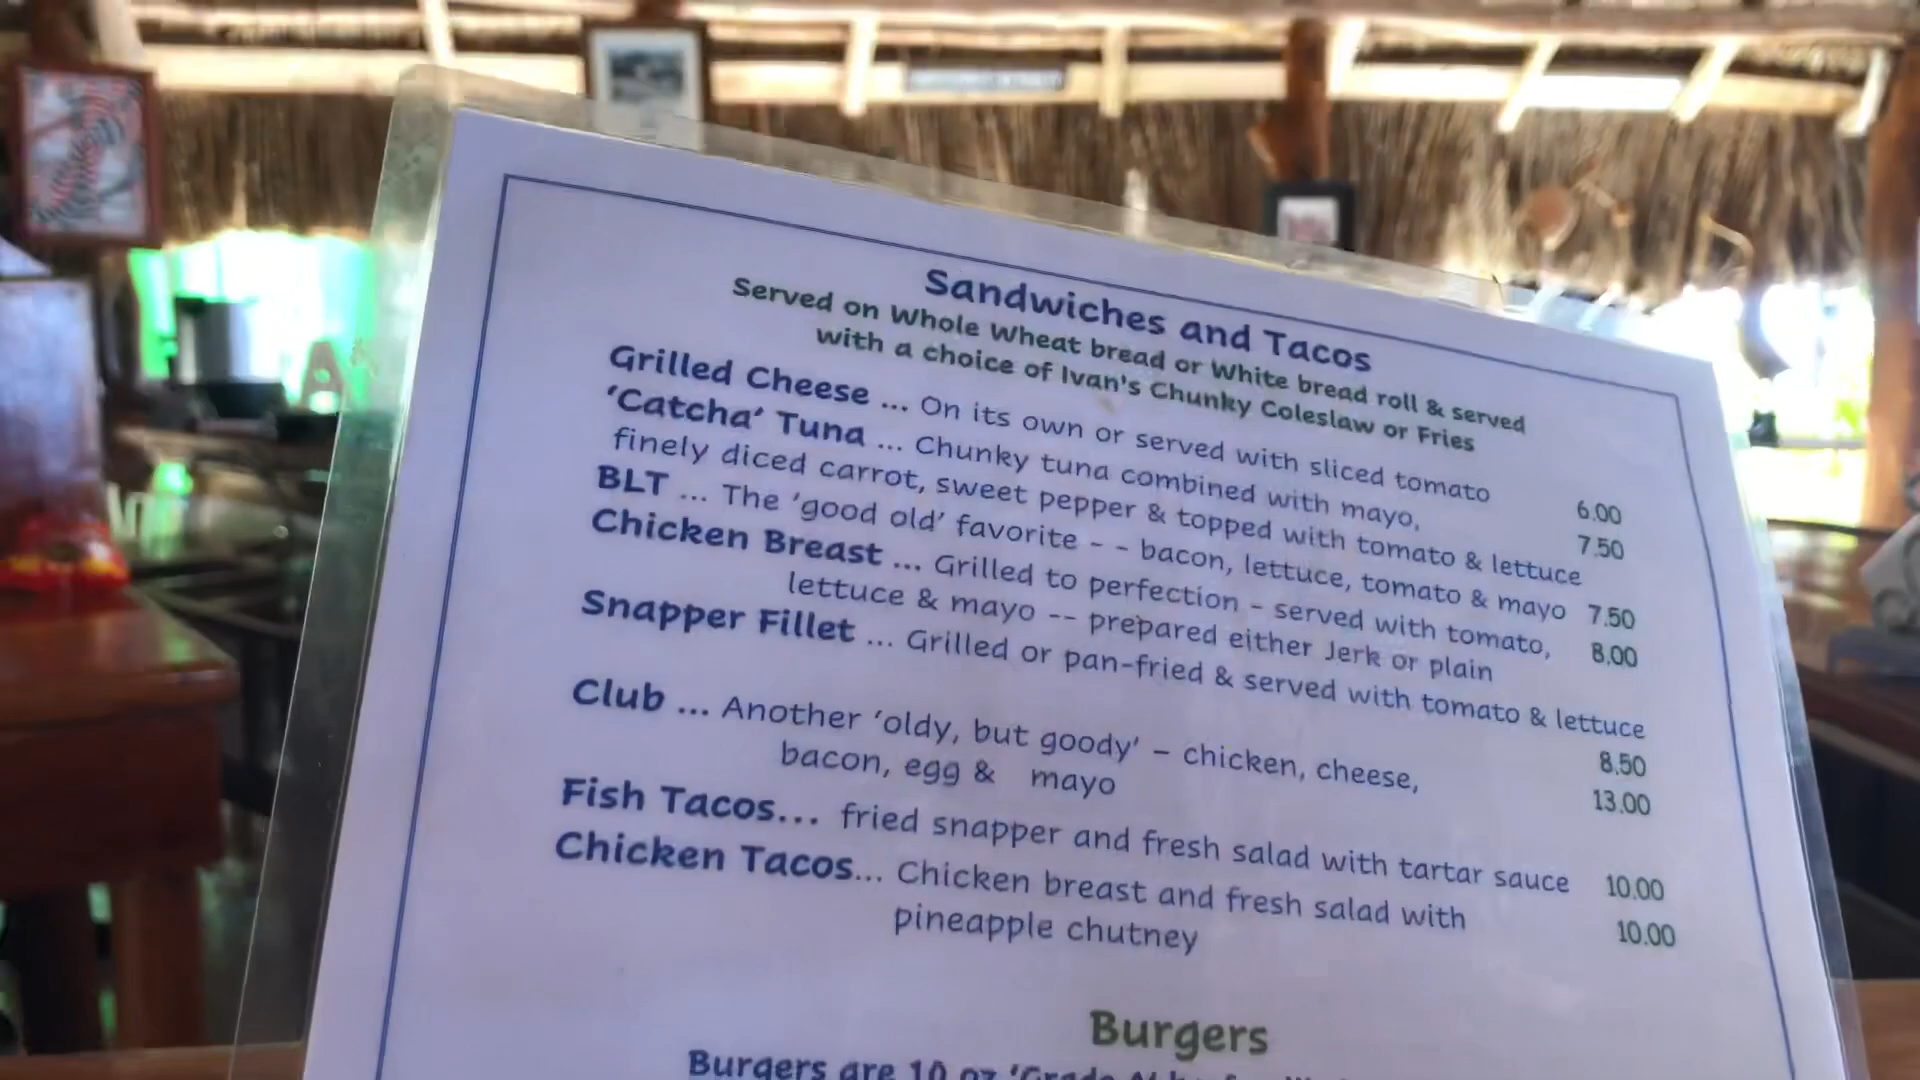 Sandwiches and Tacos
Served on Whole Wheat bread or White bread roll & served
with a choice of Ivan's Chunky Coleslaw or Fries
Grilled Cheese ... On its own or served with sliced tomato 6.00
'Catcha' Tuna ... Chunky tuna combined with mayo, 7.50
finely diced carrot, sweet pepper & topped with tomato & lettuce
BLT ... The 'good old' favorite - - bacon, lettuce, tomato & mayo 7.50
Chicken Breast ... Grilled to perfection - served with tomato, 8.00
lettuce & mayo -- prepared either Jerk or plain
Snapper Fillet ... Grilled or pan-fried & served with tomato & lettuce
8.50
Club ... Another 'oldy, but goody' – chicken, cheese, 13.00
bacon, egg & mayo
Fish Tacos... fried snapper and fresh salad with tartar sauce 10.00
Chicken Tacos... Chicken breast and fresh salad with 10.00
pineapple chutney
Burgers
Burgers are 10 oz 'Grade